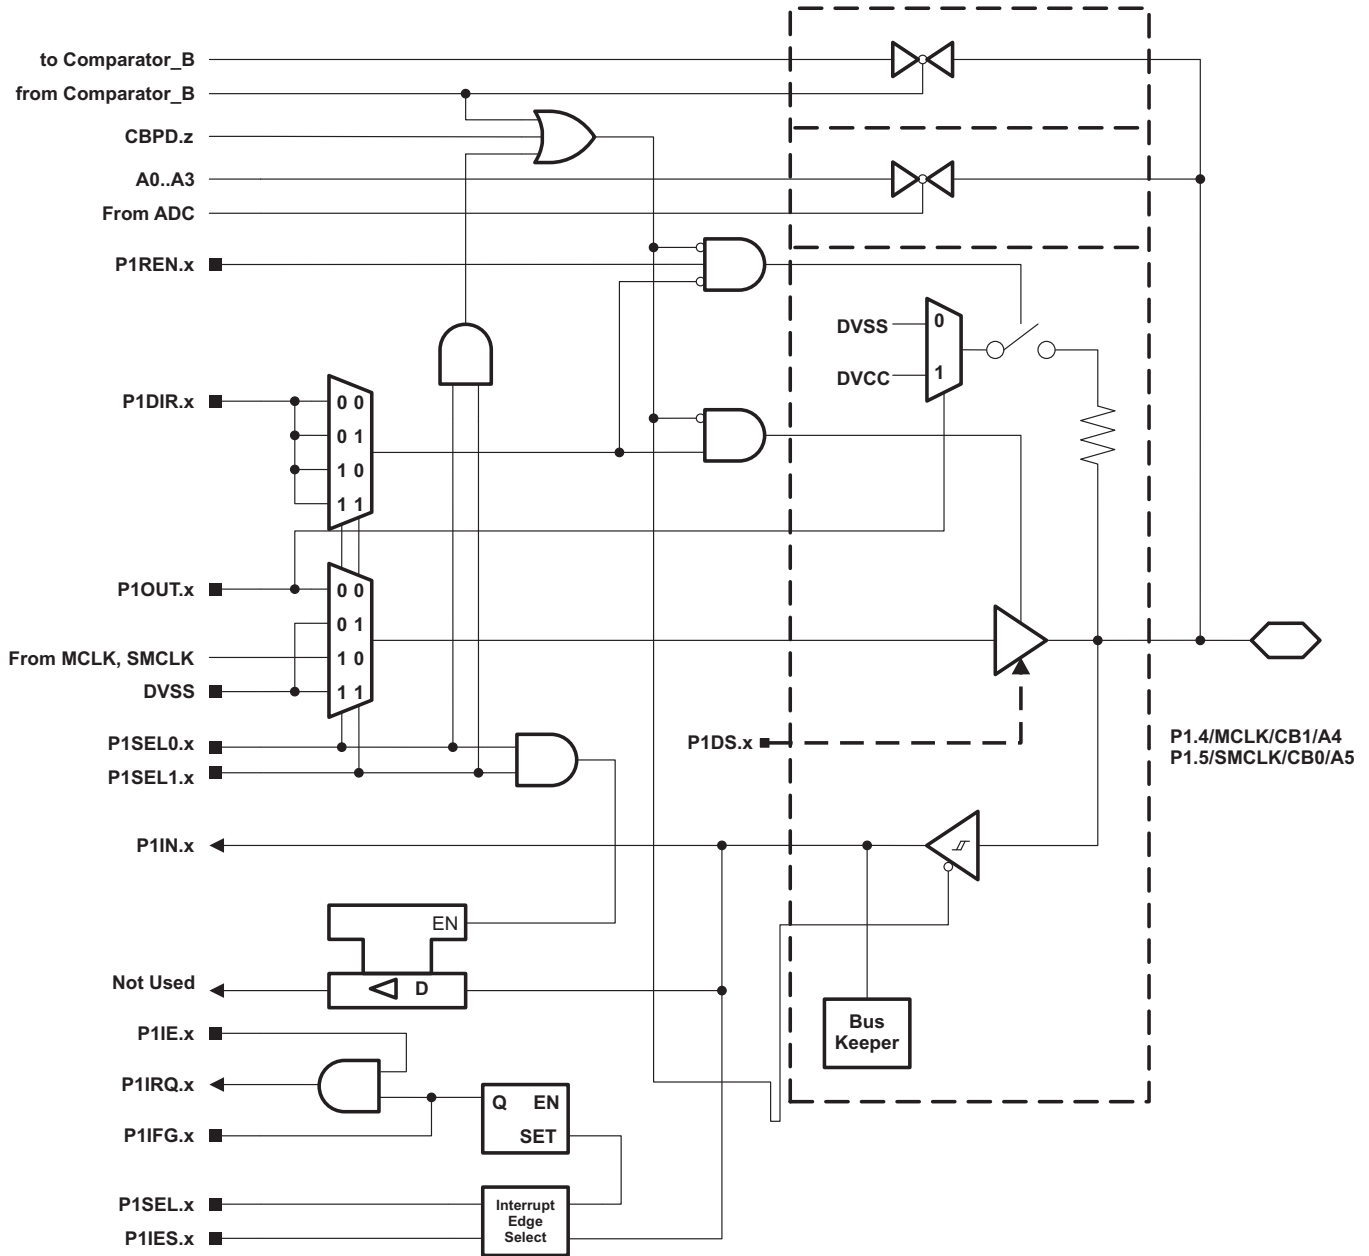 to Comparator_B
from Comparator_B
CBPD.z
A0..A3
From ADC
P1REN.x
DVSS
0
DVCC
1
P1DIR.x
0 0
0 1
1 0
1 1
P1OUT.x
0 0
0 1
From MCLK, SMCLK
1 0
DVSS
1 1
P1SEL0.x
P1SEL1.x
P1DS.x
P1.4/MCLK/CB1/A4
P1.5/SMCLK/CB0/A5
P1IN.x
EN
Not Used
D
Bus
Keeper
P1IE.x
P1IRQ.x
Q EN
SET
P1IFG.x
P1SEL.x
P1IES.x
Interrupt
Edge
Select